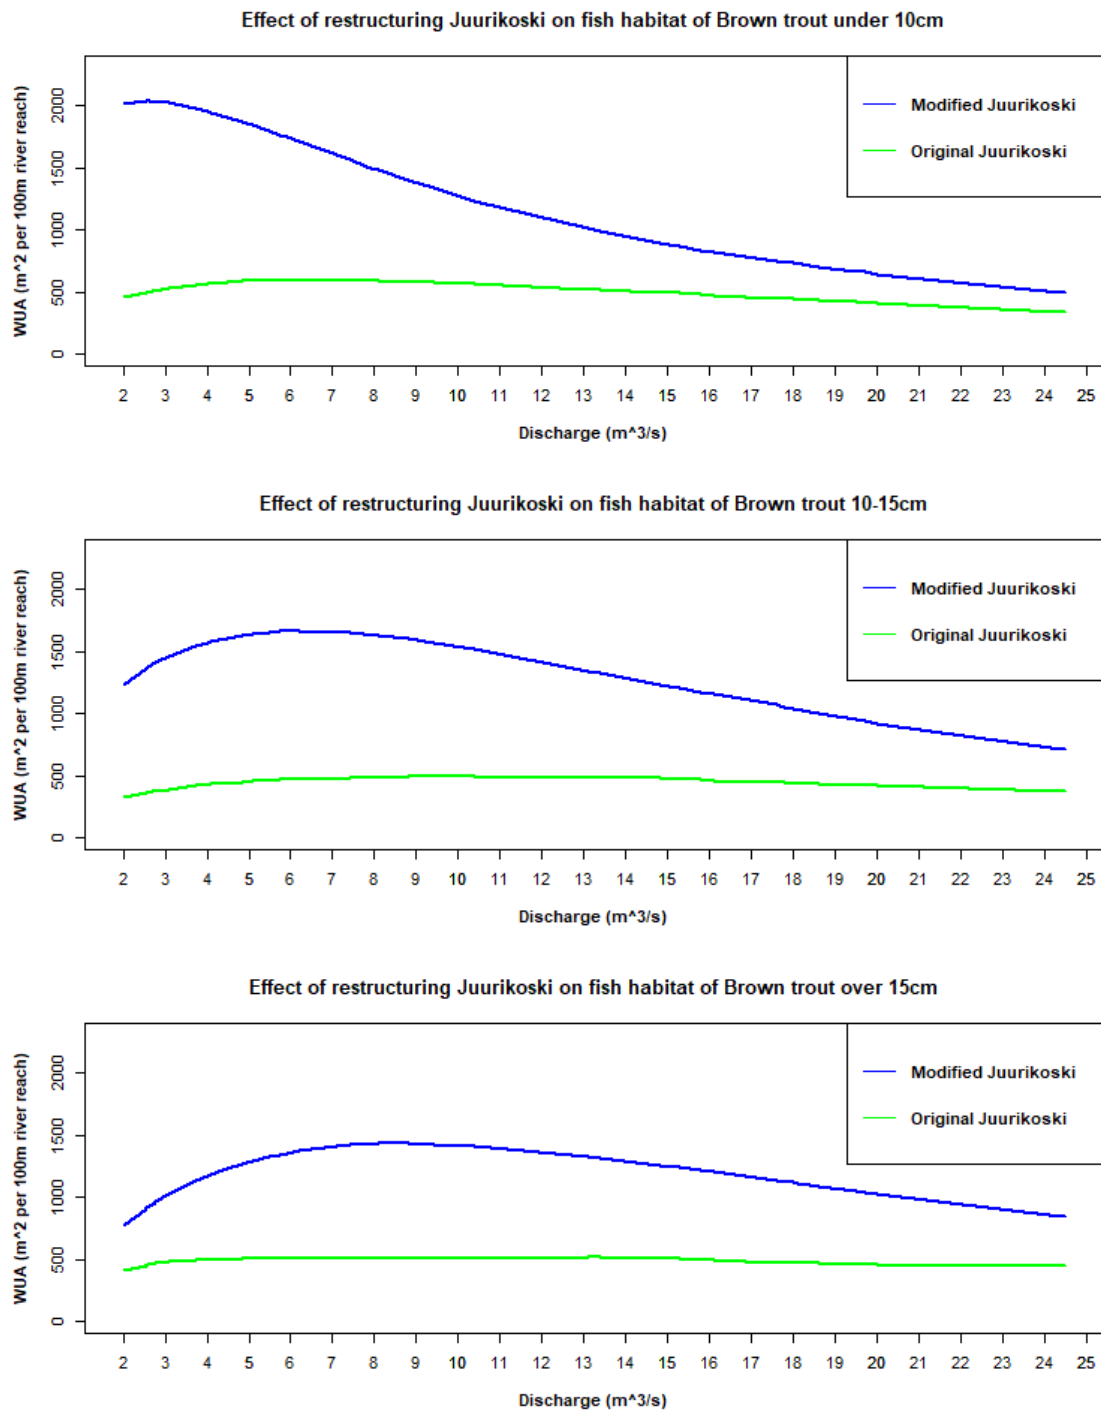 Effect of restructuring Juurikoski on fish habitat of Brown trout under 10cm
WUA (m^2 per 100m river reach)
2000
1500
1000
500
0
Modified Juurikoski
Original Juurikoski
2 3 4 5 6 7 8 9 10 11 12 13 14 15 16 17 18 19 20 21 22 23 24 25
Discharge (m^3/s)
Effect of restructuring Juurikoski on fish habitat of Brown trout 10-15cm
WUA (m^2 per 100m river reach)
2000
1500
1000
500
0
Modified Juurikoski
Original Juurikoski
2 3 4 5 6 7 8 9 10 11 12 13 14 15 16 17 18 19 20 21 22 23 24 25
Discharge (m^3/s)
Effect of restructuring Juurikoski on fish habitat of Brown trout over 15cm
WUA (m^2 per 100m river reach)
2000
1500
1000
500
0
Modified Juurikoski
Original Juurikoski
2 3 4 5 6 7 8 9 10 11 12 13 14 15 16 17 18 19 20 21 22 23 24 25
Discharge (m^3/s)